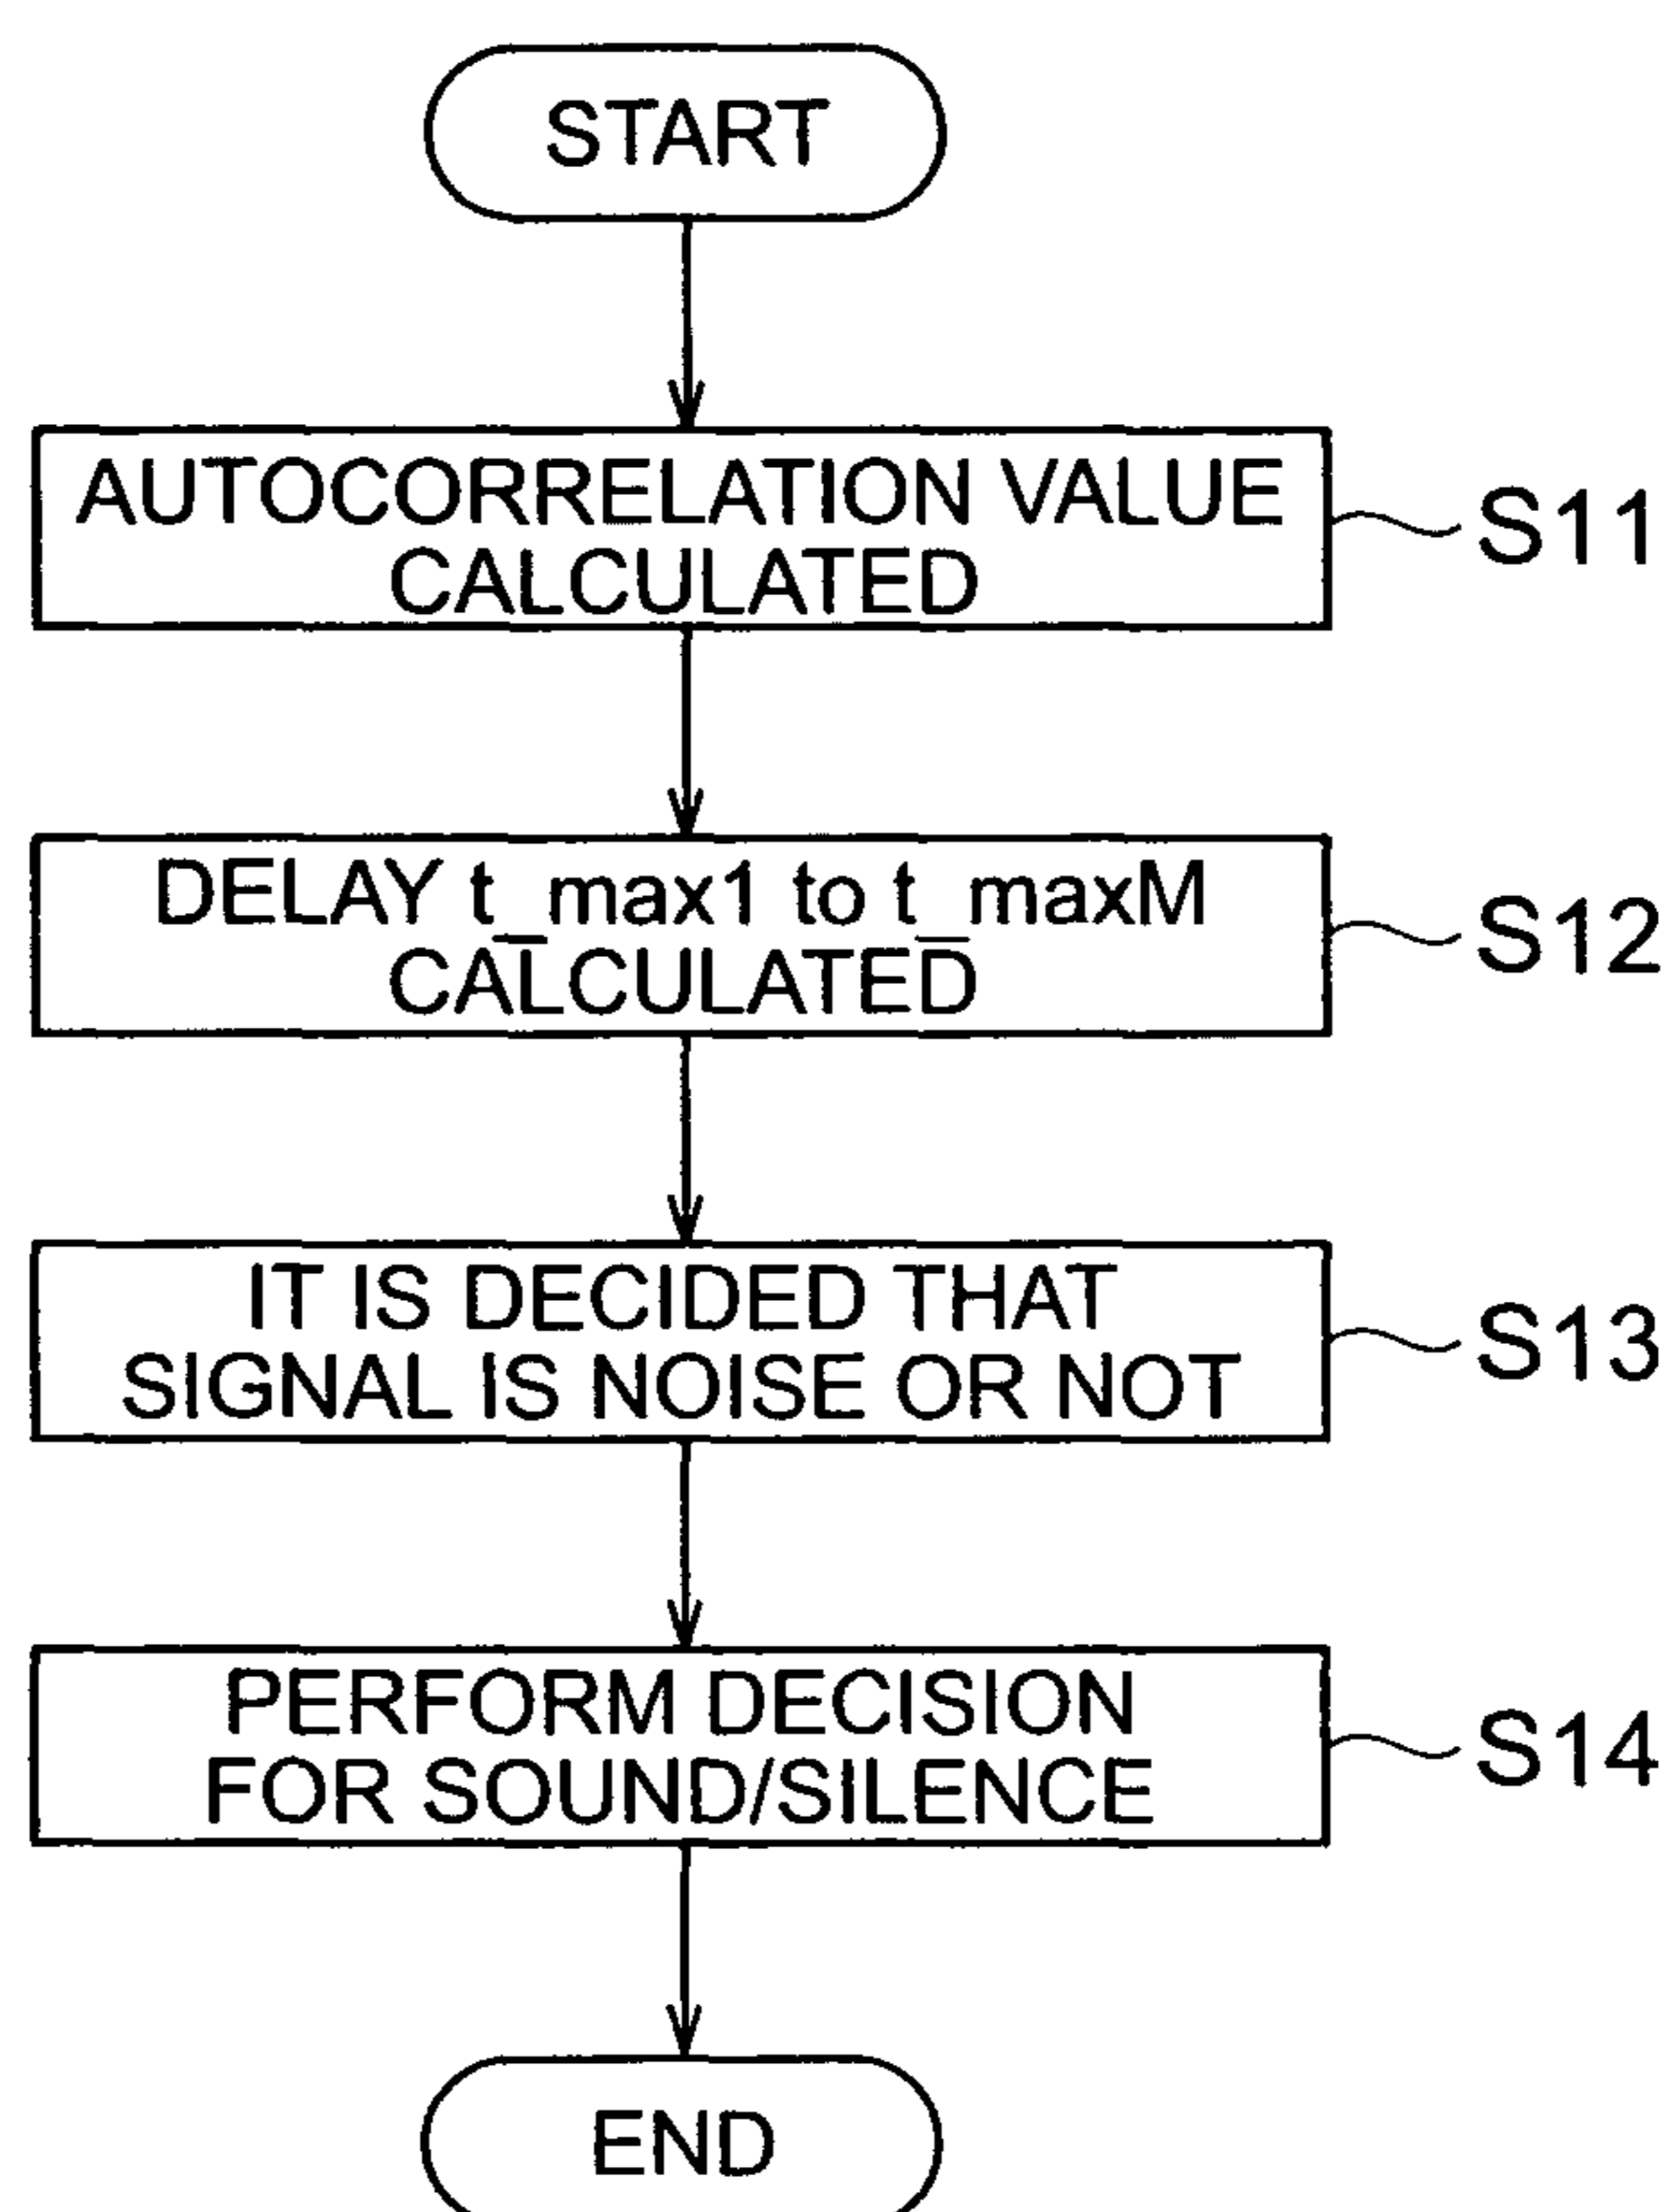 START
AUTOCORRELATION VALUE
CALCULATED
S11
DELAY t_max1 to t_maxM
CALCULATED
S12
IT IS DECIDED THAT
SIGNAL IS NOISE OR NOT
S13
PERFORM DECISION
FOR SOUND/SILENCE
S14
END